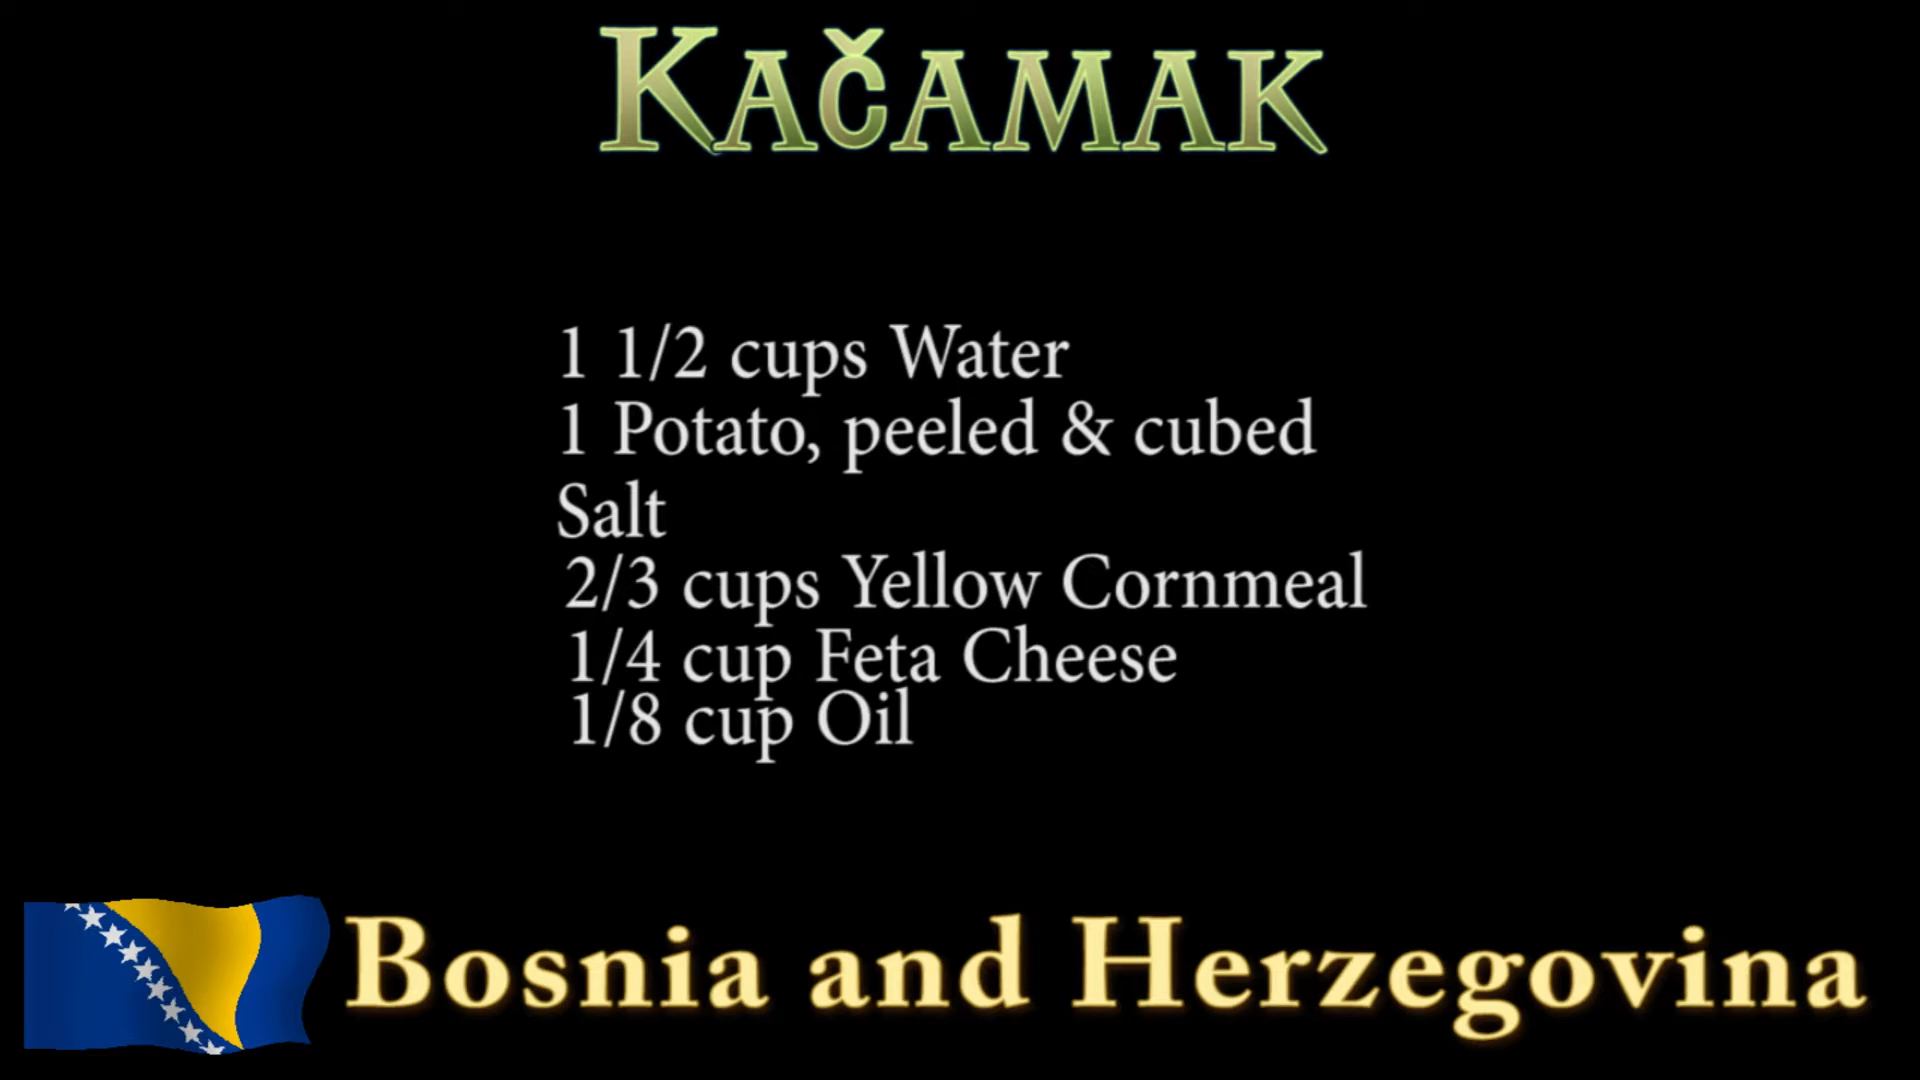 KAČAMAK
1 1/2 cups Water
1 Potato, peeled & cubed
Salt
2/3 cups Yellow Cornmeal
1/4 cup Feta Cheese
1/8 cup Oil
Bosnia and Herzegovina